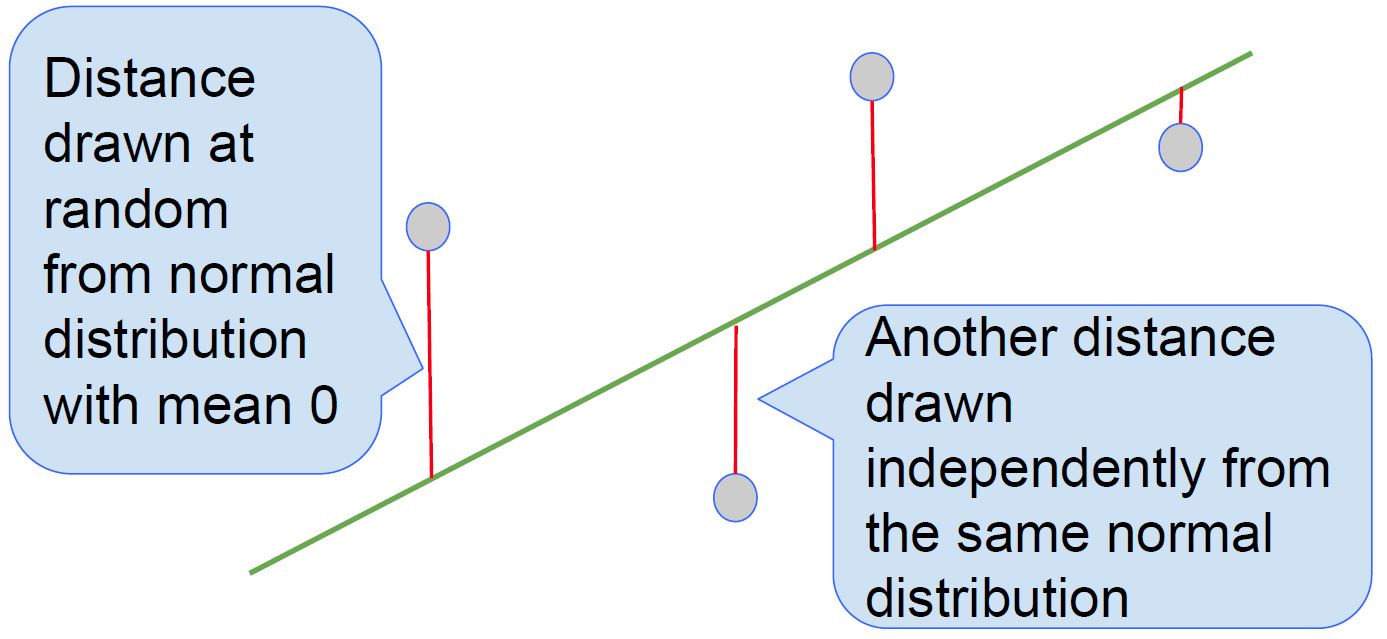 Distance
drawn at
random
from normal
distribution
with mean 0
Another distance
drawn
independently from
the same normal
distribution